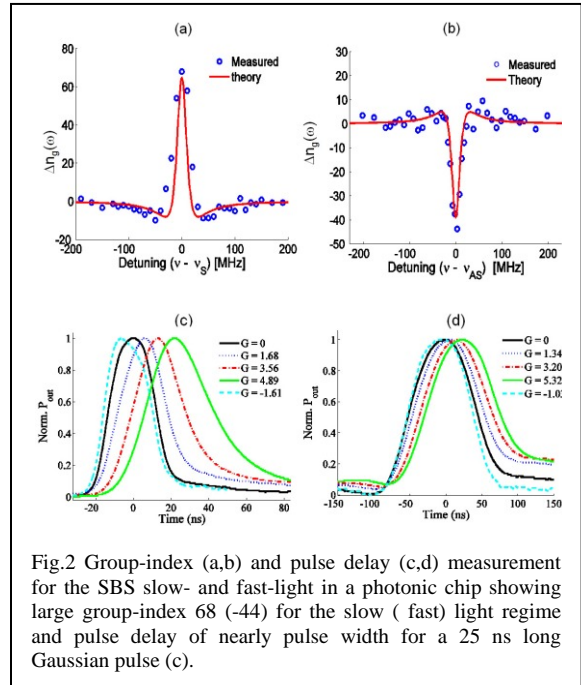 (a)
(b)
80
60
40
20
0
-20
-200 -100 0 100 200
Δn_g(ω)
Measured
theory
Detuning (ν - ν_S) [MHz]
30
20
10
0
-10
-20
-30
-40
-50
-200 -100 0 100 200
Δn_g(ω)
Measured
Theory
Detuning (ν - ν_AS) [MHz]
(c)
(d)
1
0.8
0.6
0.4
0.2
0
-20 0 20 40 60 80
Norm. P_out
G = 0
G = 1.68
G = 3.56
G = 4.89
G = -1.61
Time (ns)
1
0.8
0.6
0.4
0.2
0
-150 -100 -50 0 50 100 150
Norm. P_out
G = 0
G = 1.34
G = 3.20
G = 5.32
Time (ns)
Fig.2 Group-index (a,b) and pulse delay (c,d) measurement
for the SBS slow- and fast-light in a photonic chip showing
large group-index 68 (-44) for the slow ( fast) light regime
and pulse delay of nearly pulse width for a 25 ns long
Gaussian pulse (c).